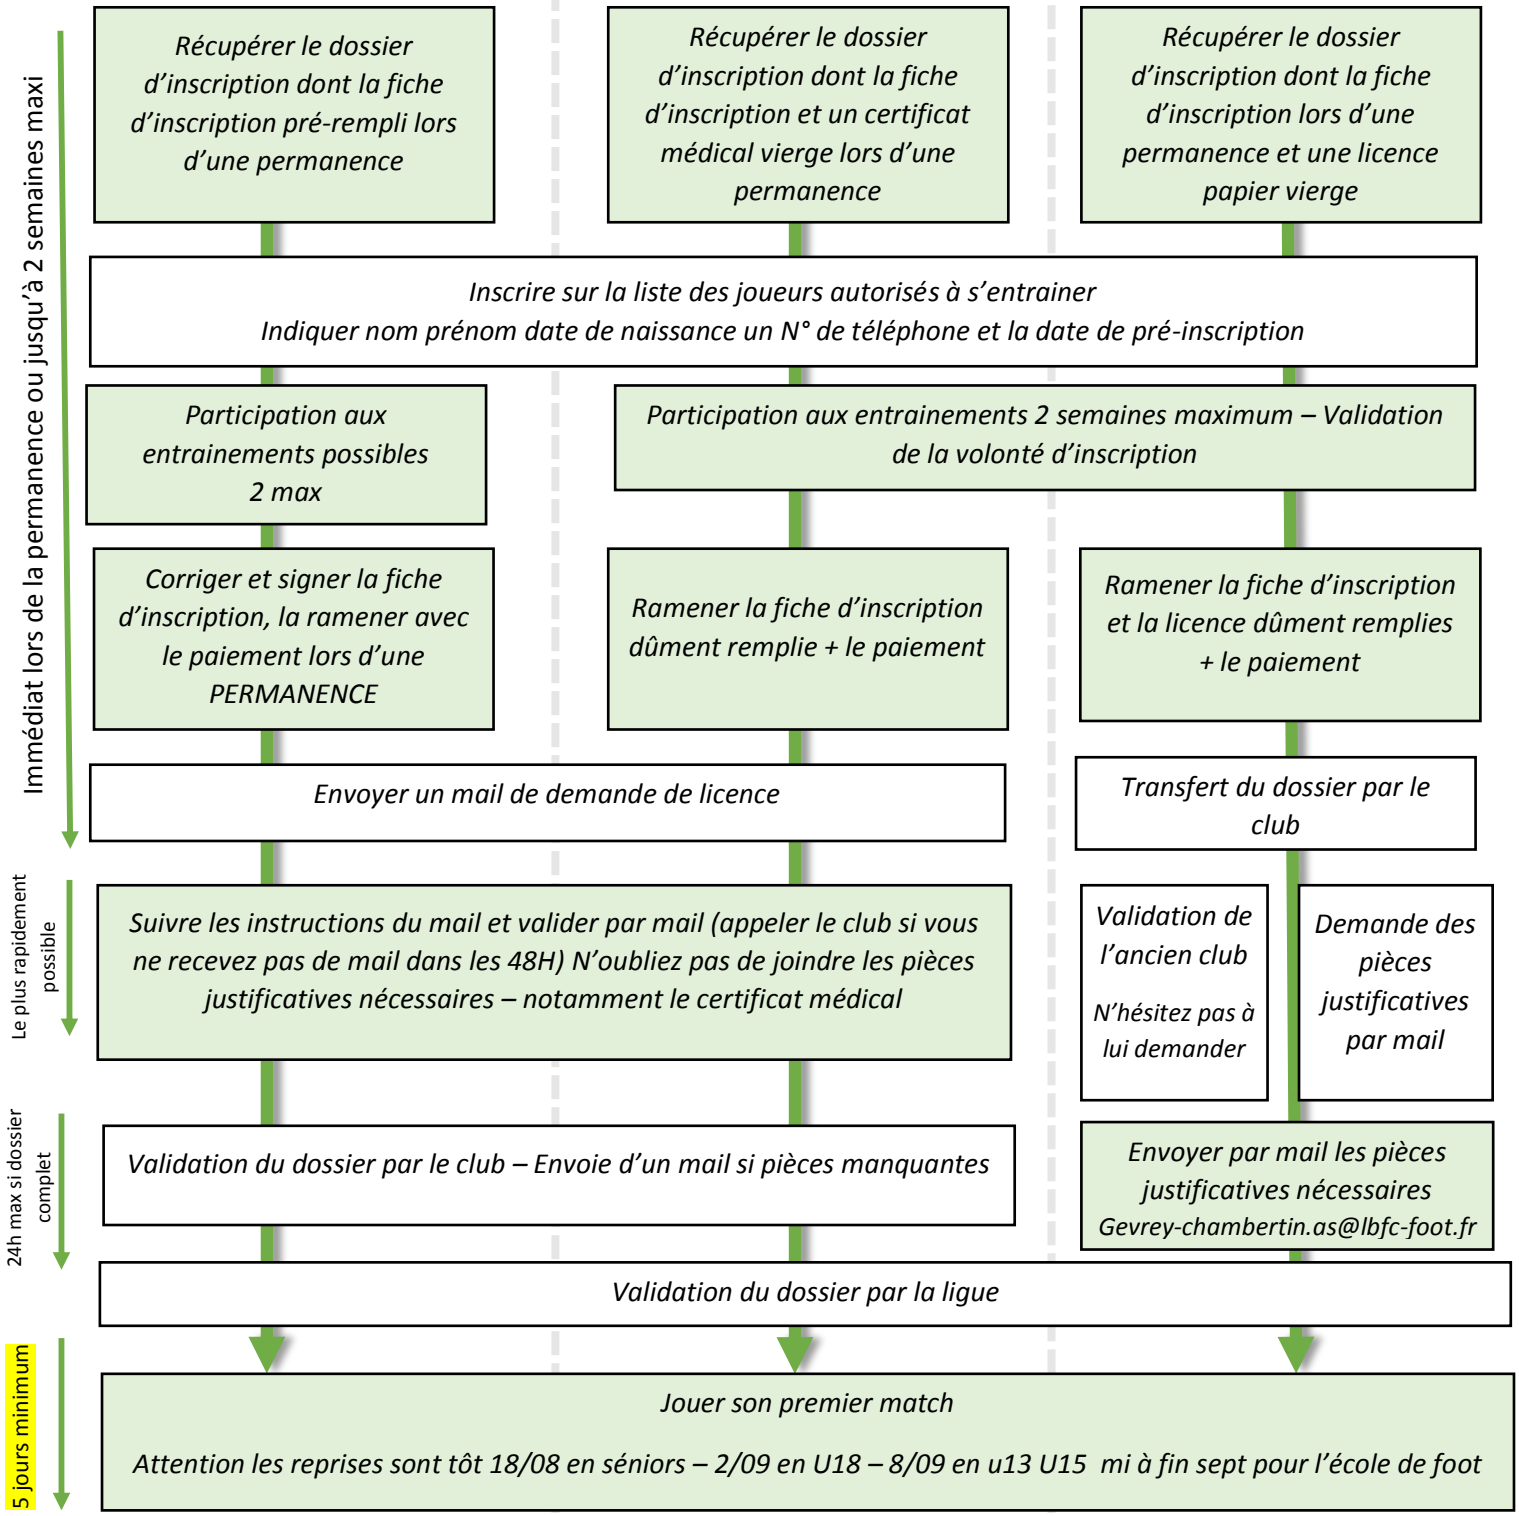 Immédiat lors de la permanence ou jusqu'à 2 semaines maxi
Récupérer le dossier
d'inscription dont la fiche
d'inscription pré-rempli lors
d'une permanence
Récupérer le dossier
d'inscription dont la fiche
d'inscription et un certificat
médical vierge lors d'une
permanence
Récupérer le dossier
d'inscription dont la fiche
d'inscription lors d'une
permanence et une licence
papier vierge
Inscrire sur la liste des joueurs autorisés à s'entrainer
Indiquer nom prénom date de naissance un N° de téléphone et la date de pré-inscription
Participation aux
entrainements possibles
2 max
Participation aux entrainements 2 semaines maximum – Validation
de la volonté d'inscription
Corriger et signer la fiche
d'inscription, la ramener avec
le paiement lors d'une
PERMANENCE
Ramener la fiche d'inscription
dûment remplie + le paiement
Ramener la fiche d'inscription
et la licence dûment remplies
+ le paiement
Envoyer un mail de demande de licence
Transfert du dossier par le
club
Le plus rapidement
possible
Suivre les instructions du mail et valider par mail (appeler le club si vous
ne recevez pas de mail dans les 48H) N'oubliez pas de joindre les pièces
justificatives nécessaires – notamment le certificat médical
Validation de
l'ancien club
N'hésitez pas à
lui demander
Demande des
pièces
justificatives
par mail
24h max si dossier
complet
Validation du dossier par le club – Envoie d'un mail si pièces manquantes
Envoyer par mail les pièces
justificatives nécessaires
Gevrey-chambertin.as@lbfc-foot.fr
Validation du dossier par la ligue
5 jours minimum
Jouer son premier match
Attention les reprises sont tôt 18/08 en séniors – 2/09 en U18 – 8/09 en u13 U15 mi à fin sept pour l'école de foot